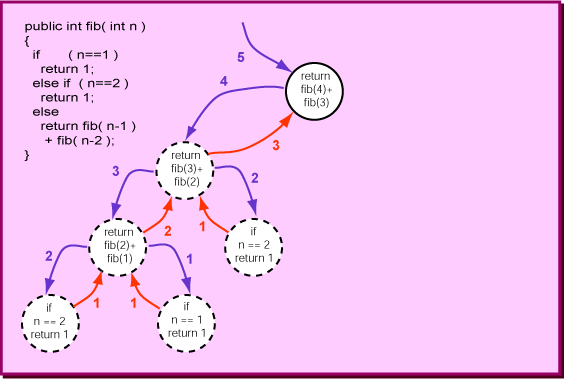 public int fib( int n )
{
if ( n==1 )
return 1;
else if ( n==2 )
return 1;
else
return fib( n-1 )
+ fib( n-2 );
}
5
return
fib(4)+
fib(3)
4
3
return
fib(3)+
fib(2)
3
2
2
1
return
fib(2)+
fib(1)
if
n == 2
return 1
2
1
1
1
if
n == 2
return 1
if
n == 1
return 1